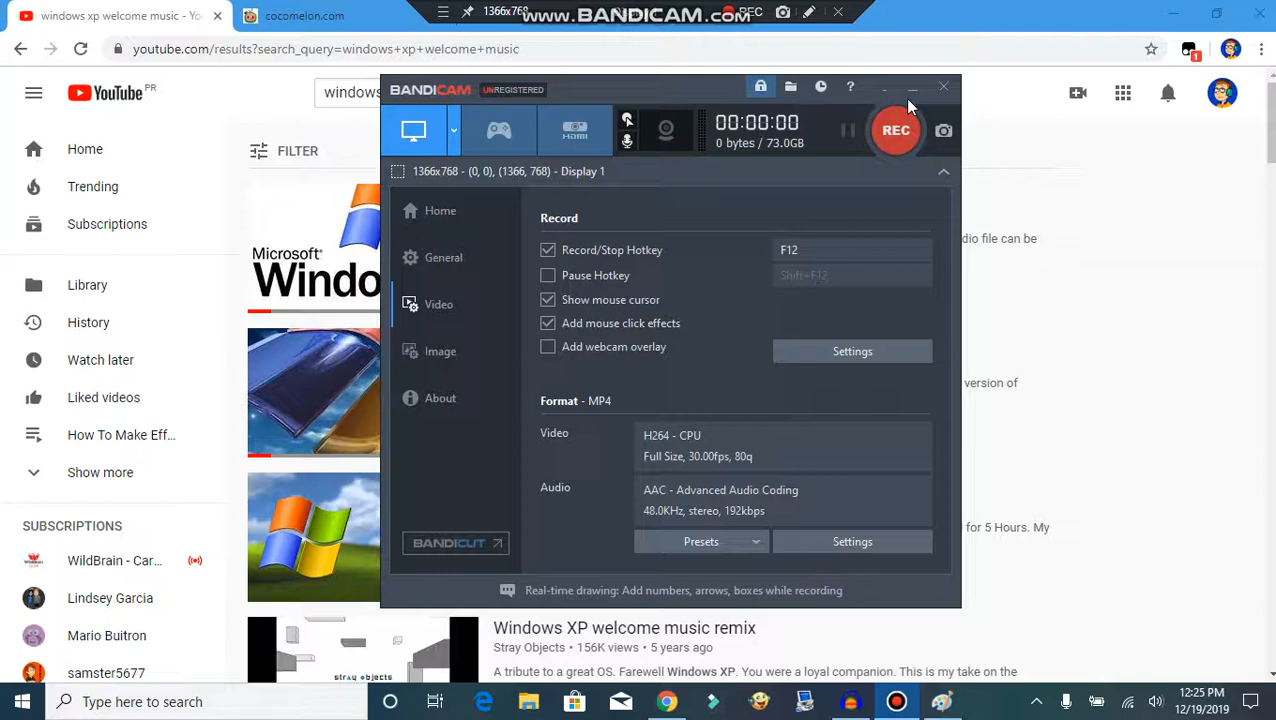 windows xp welcome music - YouTube
cocomelon.com
1366x768
REC
www.BANDICAM.com
youtube.com/results?search_query=windows+xp+welcome+music
1
YouTube PR
windows
BANDICAM UNREGISTERED
?
HDMI
00:00:00
0 bytes / 73.0GB
REC
1366x768 - (0, 0), (1366, 768) - Display 1
Home
Trending
Subscriptions
Library
History
Watch later
Liked videos
How To Make Eff...
Show more
SUBSCRIPTIONS
WildBrain - Car...
Lindsey Garcia
Mario Buitron
samster5677
FILTER
Microsoft®
Windo
Home
General
Video
Image
About
BANDICUT
Record
Record/Stop Hotkey F12
Pause Hotkey Shift+F12
Show mouse cursor
Add mouse click effects
Add webcam overlay
Settings
Format - MP4
Video
H264 - CPU
Full Size, 30.00fps, 80q
Audio
AAC - Advanced Audio Coding
48.0KHz, stereo, 192kbps
Presets
Settings
Real-time drawing: Add numbers, arrows, boxes while recording
dio file can be
version of
for 5 Hours. My
stray objects
Windows XP welcome music remix
Stray Objects • 156K views • 5 years ago
A tribute to a great OS. Farewell Windows XP. You were a loyal companion. This is my take on the
Type here to search
12:25 PM
12/19/2019